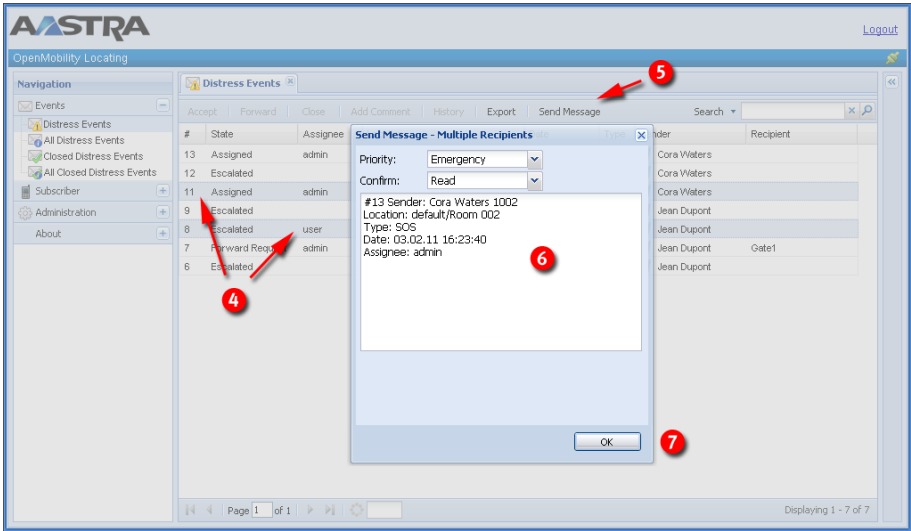 AASTRA
Logout
OpenMobility Locating
Navigation
Events
Distress Events
All Distress Events
Closed Distress Events
All Closed Distress Events
Subscriber
Administration
About
Distress Events
5
Accept Forward Close Add Comment History Export Send Message Search
# State Assignee Type Recipient
13 Assigned admin Cora Waters
12 Escalated Cora Waters
11 Assigned admin Cora Waters
9 Escalated Jean Dupont
8 Escalated user Jean Dupont
7 Forward admin Jean Dupont Gate1
6 Escalated Jean Dupont
4
Send Message - Multiple Recipients
Priority: Emergency
Confirm: Read
#13 Sender: Cora Waters 1002
Location: default/Room 002
Type: SOS
Date: 03.02.11 16:23:40
Assignee: admin
6
OK
7
Page 1 of 1
Displaying 1 - 7 of 7